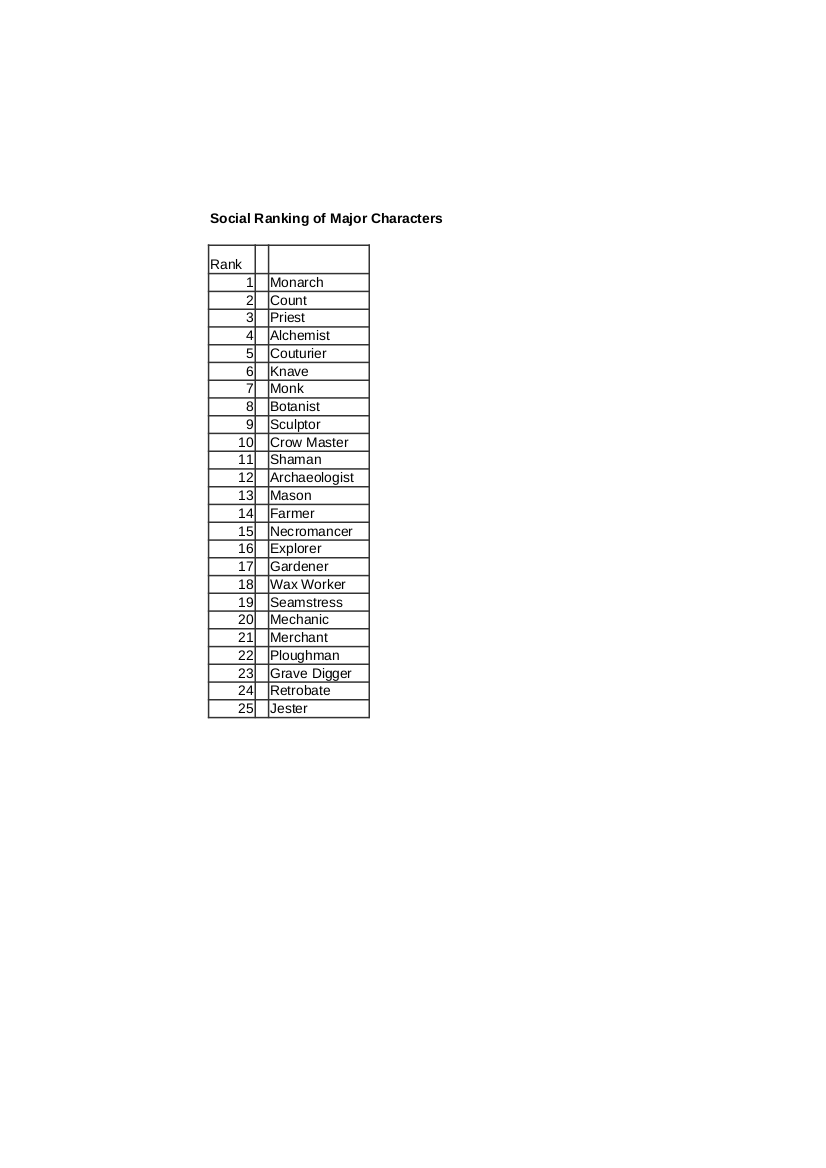 Social Ranking of Major Characters
Rank
1 Monarch
2 Count
3 Priest
4 Alchemist
5 Couturier
6 Knave
7 Monk
8 Botanist
9 Sculptor
10 Crow Master
11 Shaman
12 Archaeologist
13 Mason
14 Farmer
15 Necromancer
16 Explorer
17 Gardener
18 Wax Worker
19 Seamstress
20 Mechanic
21 Merchant
22 Ploughman
23 Grave Digger
24 Retrobate
25 Jester